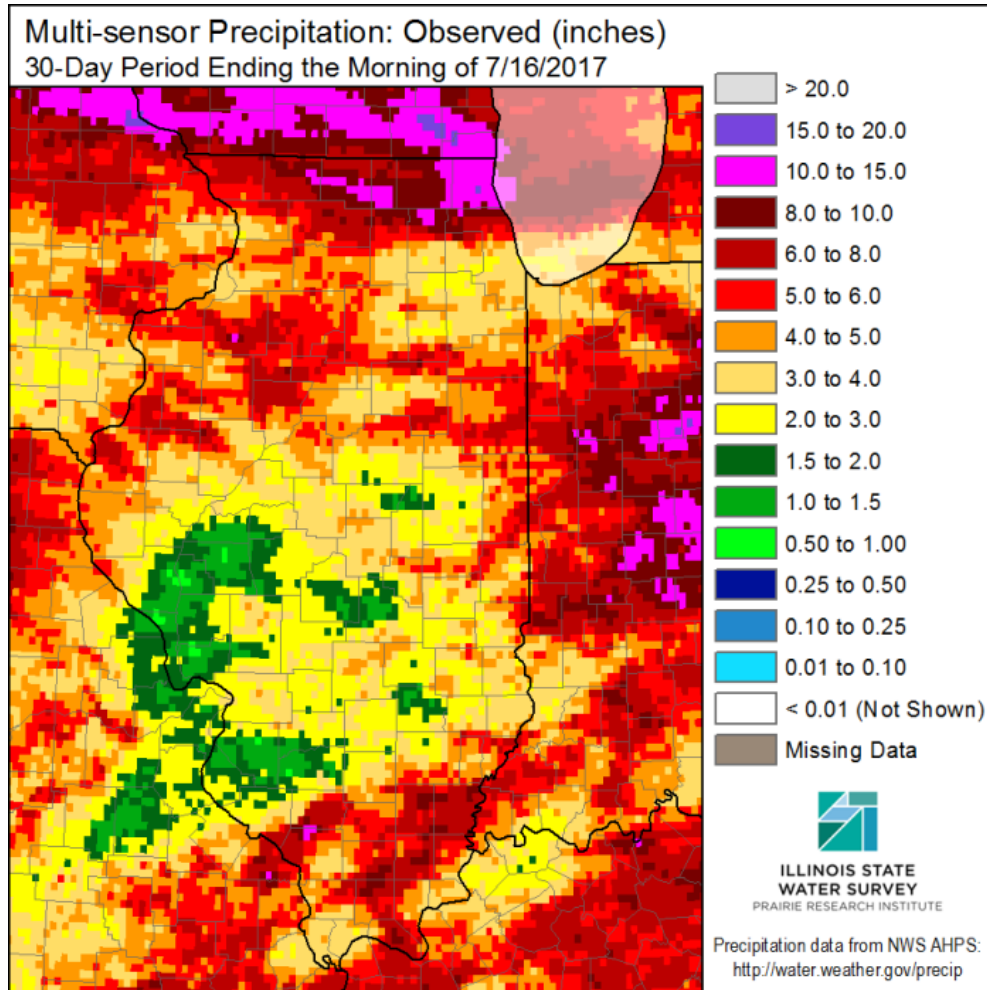 Multi-sensor Precipitation: Observed (inches)
30-Day Period Ending the Morning of 7/16/2017
> 20.0
15.0 to 20.0
10.0 to 15.0
8.0 to 10.0
6.0 to 8.0
5.0 to 6.0
4.0 to 5.0
3.0 to 4.0
2.0 to 3.0
1.5 to 2.0
1.0 to 1.5
0.50 to 1.00
0.25 to 0.50
0.10 to 0.25
0.01 to 0.10
< 0.01 (Not Shown)
Missing Data
ILLINOIS STATE
WATER SURVEY
PRAIRIE RESEARCH INSTITUTE
Precipitation data from NWS AHPS:
http://water.weather.gov/precip